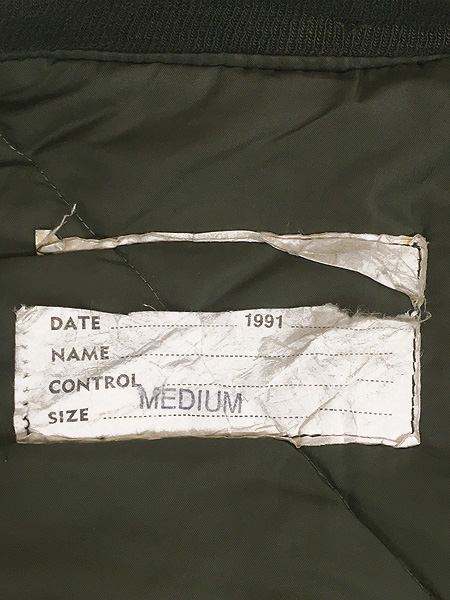 DATE 1991
NAME
CONTROL
SIZE MEDIUM